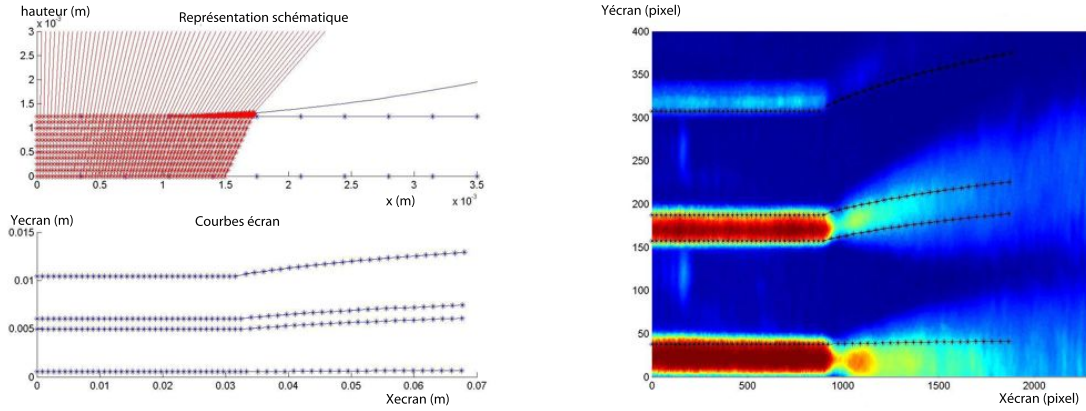 hauteur (m)
Représentation schématique
x 10⁻³
3
2.5
2
1.5
1
0.5
0
0 0.5 1 1.5 2 2.5 3 3.5
x (m)
x 10⁻³
Yecran (m)
Courbes écran
0.015
0.01
0.005
0
0 0.01 0.02 0.03 0.04 0.05 0.06 0.07
Xecran (m)
Yécran (pixel)
400
350
300
250
200
150
100
50
0
0 500 1000 1500 2000
Xécran (pixel)